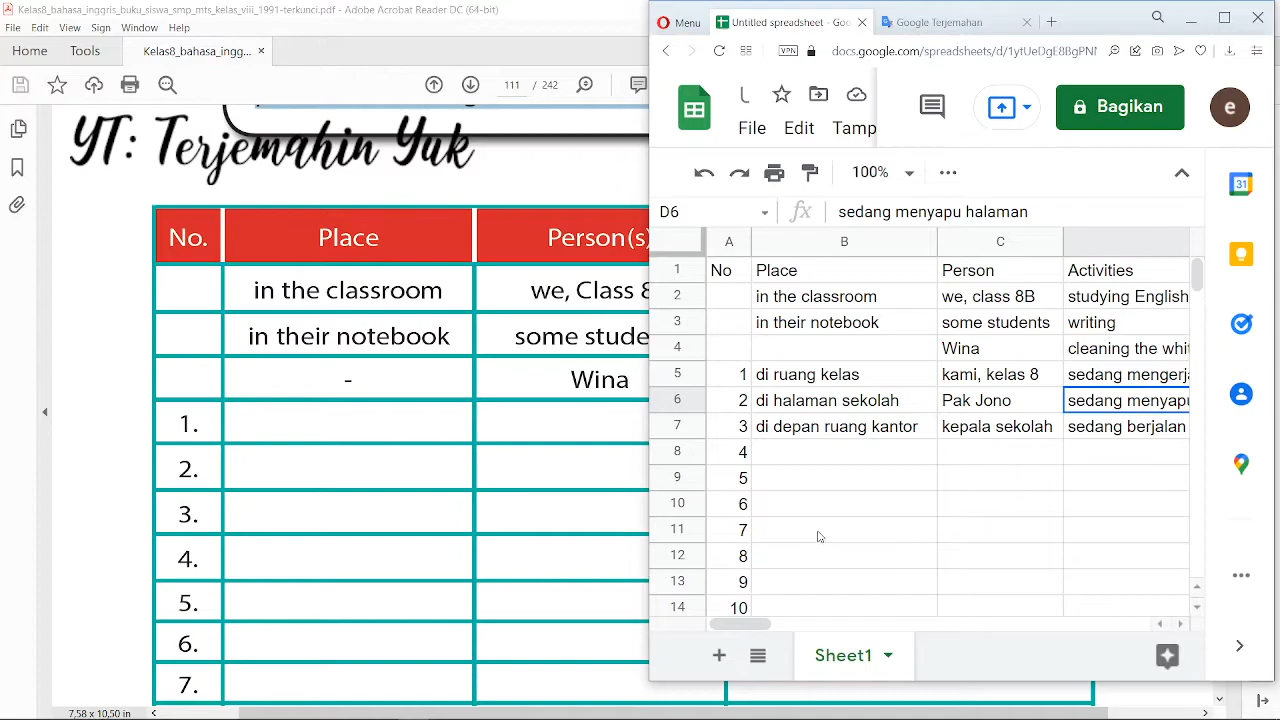 Kelas8_bahasa_inggris_buku_siswa_smp_mts_kelas_viii_1991-terkunci.pdf - Adobe Acrobat Reader DC (64-bit)
File Edit View Sign Window Help
Home Tools Kelas8_bahasa_ingg... ×
111 / 242
YT: Terjemahin Yuk
No. Place Person(s)
in the classroom we, Class 8
in their notebook some stude
- Wina
1.
2.
3.
4.
5.
6.
7.
7,58 x 10,50 in
Menu Untitled spreadsheet - Goo Google Terjemahan
VPN docs.google.com/spreadsheets/d/1ytUeDgE8BgPNf
File Edit Tamp
Bagikan e
100%
31
D6 fx sedang menyapu halaman
A B C
1 No Place Person Activities
2 in the classroom we, class 8B studying English
3 in their notebook some students writing
4 Wina cleaning the whit
5 1 di ruang kelas kami, kelas 8 sedang mengerja
6 2 di halaman sekolah Pak Jono sedang menyapu
7 3 di depan ruang kantor kepala sekolah sedang berjalan
8 4
9 5
10 6
11 7
12 8
13 9
14 10
Sheet1